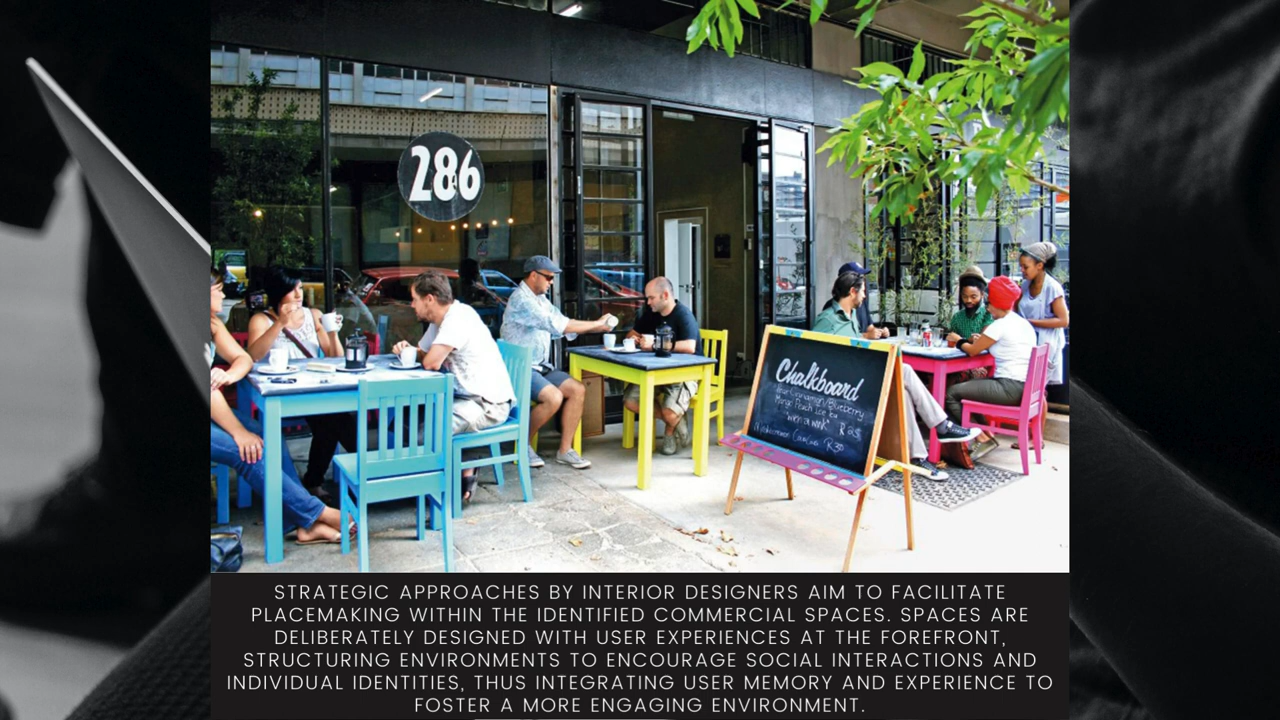 286
Chalkboard
R 25
R30
STRATEGIC APPROACHES BY INTERIOR DESIGNERS AIM TO FACILITATE
PLACEMAKING WITHIN THE IDENTIFIED COMMERCIAL SPACES. SPACES ARE
DELIBERATELY DESIGNED WITH USER EXPERIENCES AT THE FOREFRONT,
STRUCTURING ENVIRONMENTS TO ENCOURAGE SOCIAL INTERACTIONS AND
INDIVIDUAL IDENTITIES, THUS INTEGRATING USER MEMORY AND EXPERIENCE TO
FOSTER A MORE ENGAGING ENVIRONMENT.